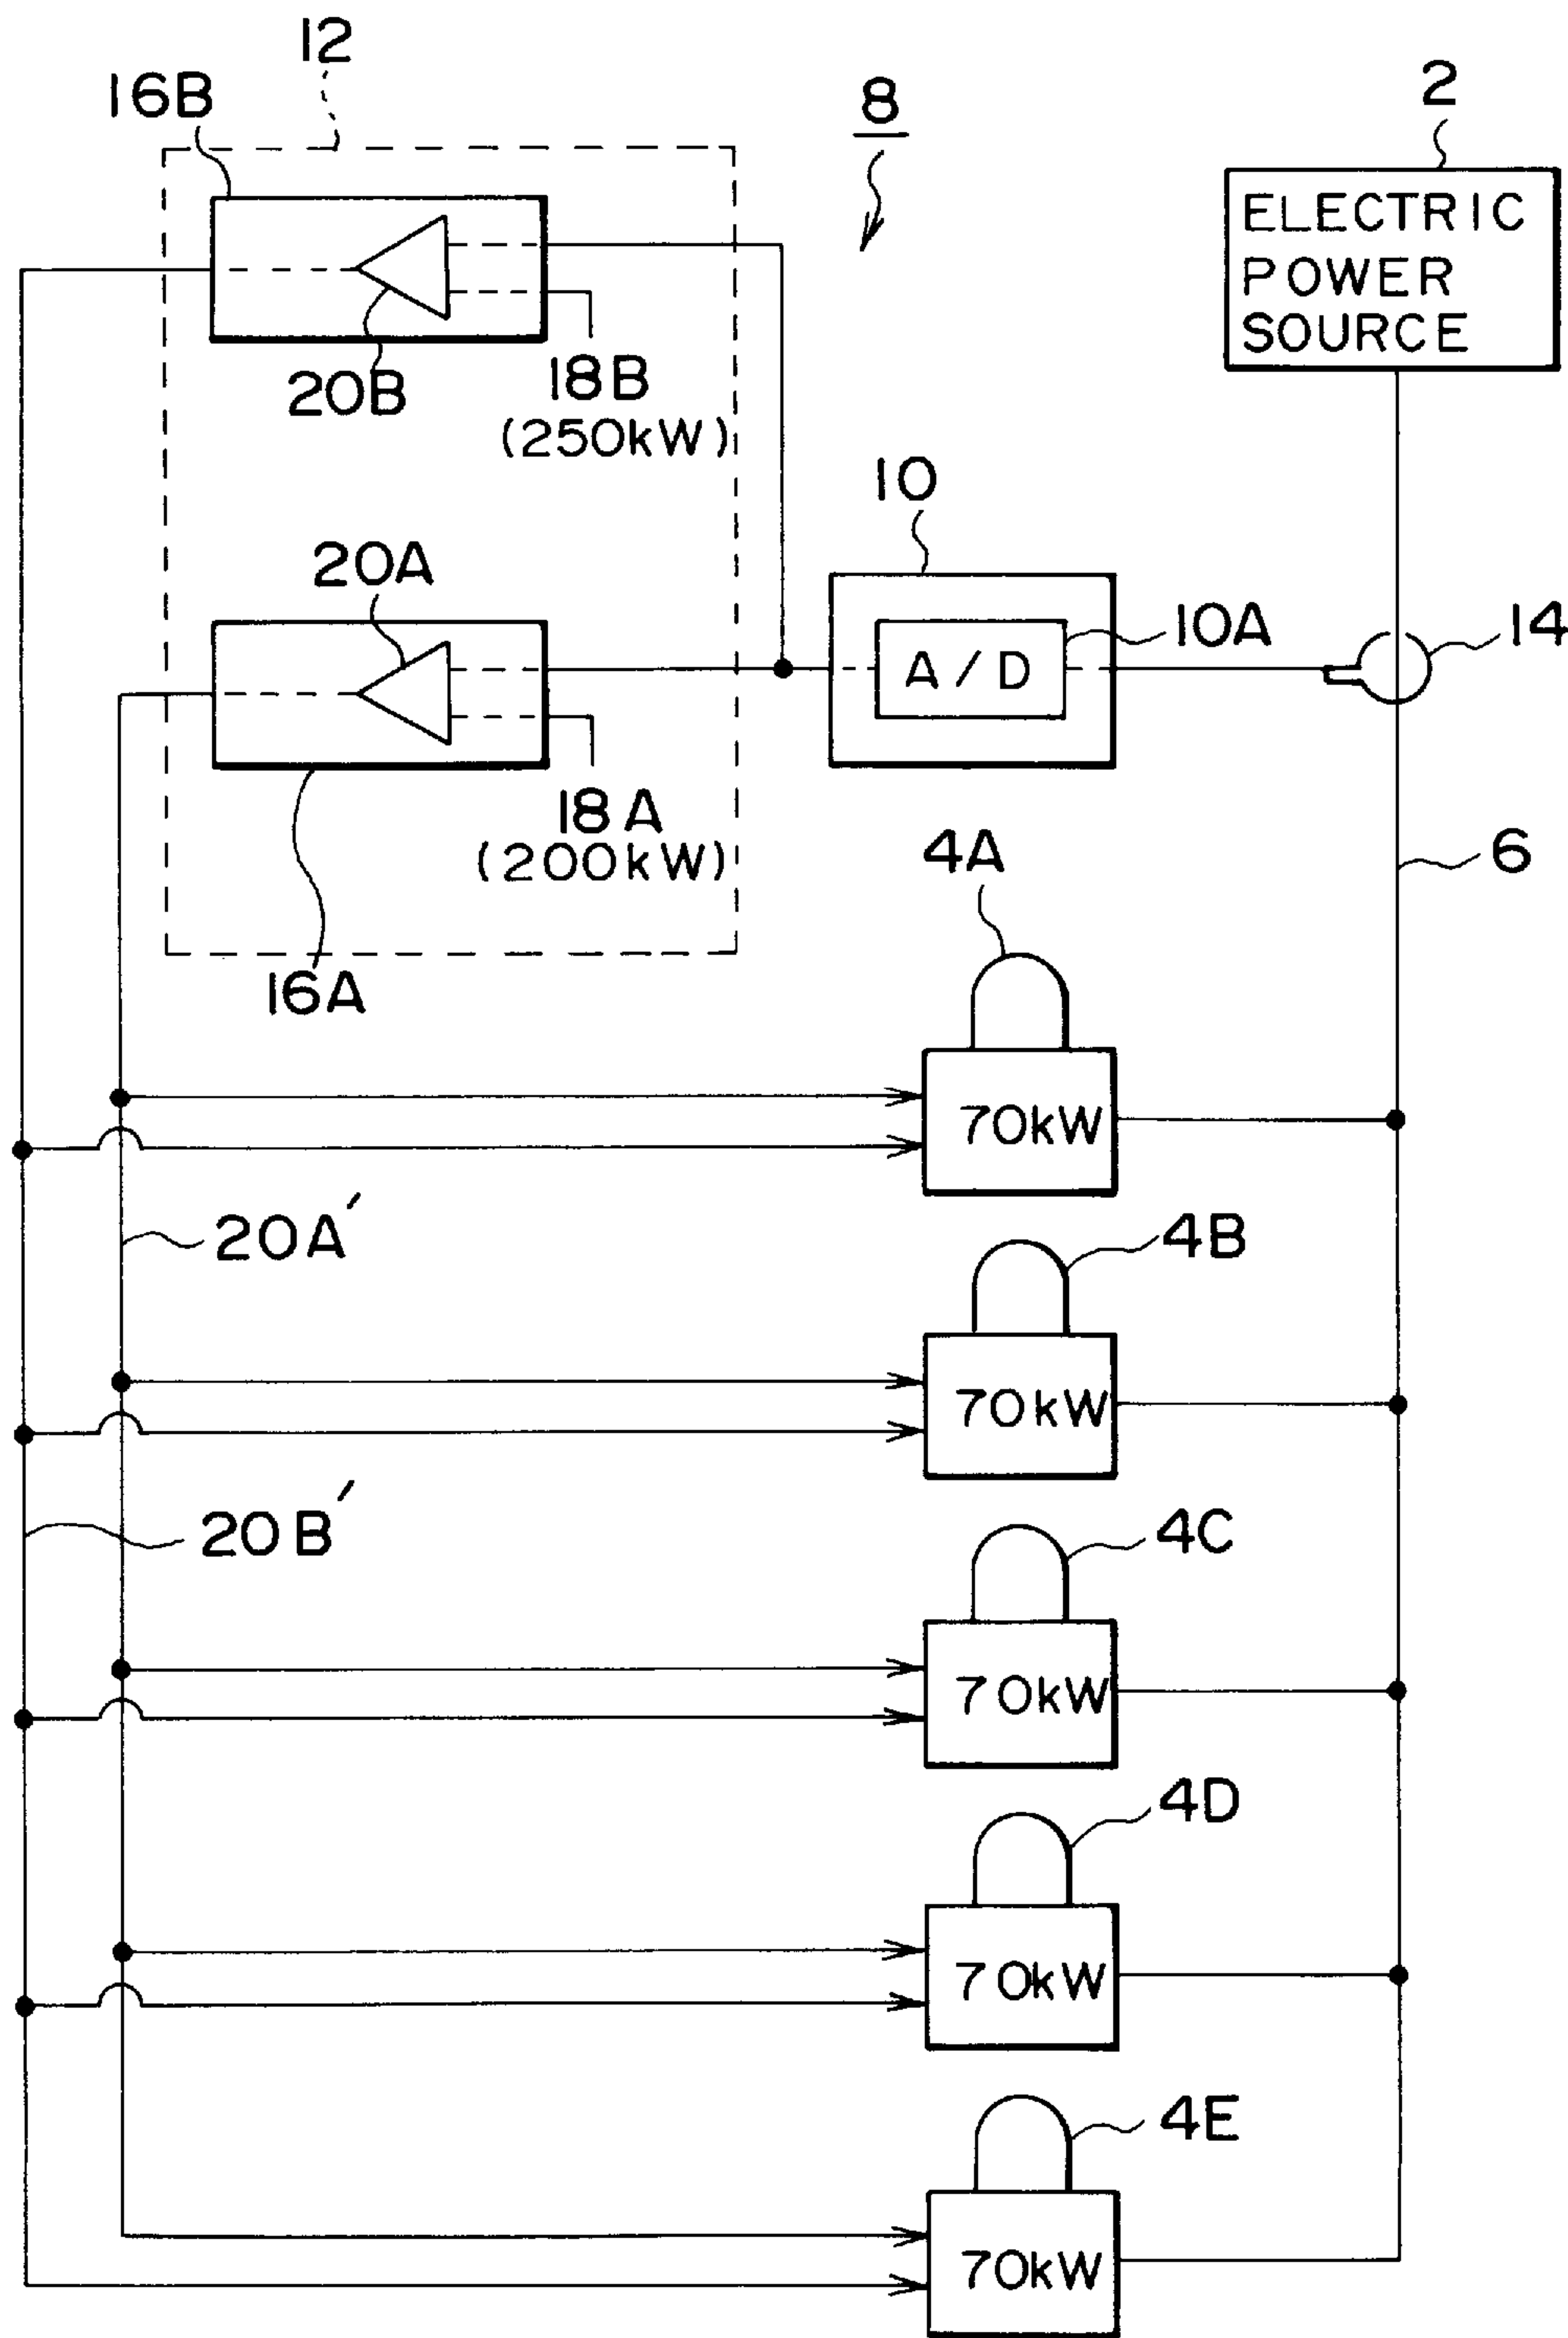 12
16B
8
2
ELECTRIC
POWER
SOURCE
20B
18B
(250kW)
10
20A
A/D
10A
14
18A
(200kW)
4A
6
16A
70kW
20A′
4B
70kW
20B′
4C
70kW
4D
70kW
4E
70kW